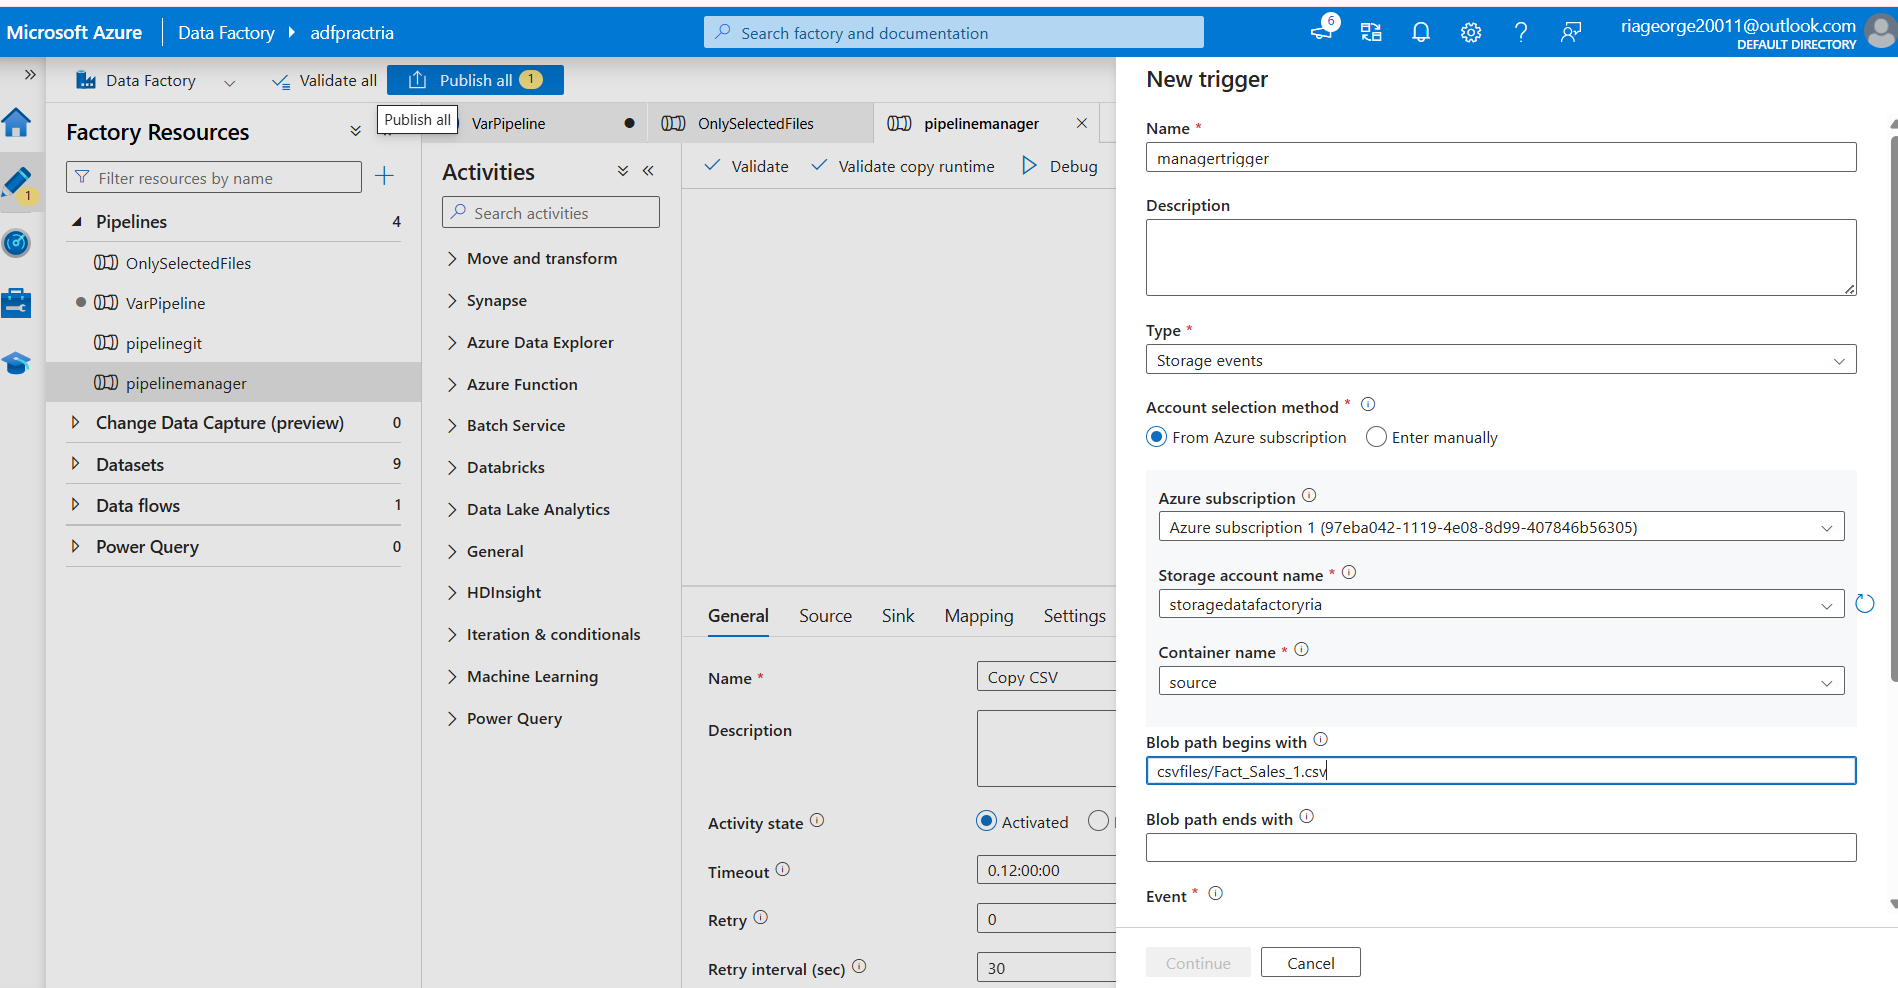 Microsoft Azure
Data Factory
adfpractria
Search factory and documentation
6
riageorge20011@outlook.com
DEFAULT DIRECTORY
Data Factory
Validate all
Publish all 1
Publish all
1
Factory Resources
Filter resources by name
Pipelines 4
OnlySelectedFiles
VarPipeline
pipelinegit
pipelinemanager
Change Data Capture (preview) 0
Datasets 9
Data flows 1
Power Query 0
VarPipeline
OnlySelectedFiles
pipelinemanager
Activities
Search activities
Move and transform
Synapse
Azure Data Explorer
Azure Function
Batch Service
Databricks
Data Lake Analytics
General
HDInsight
Iteration & conditionals
Machine Learning
Power Query
Validate
Validate copy runtime
Debug
General Source Sink Mapping Settings
Name *
Copy CSV
Description
Activity state
Activated
Timeout
0.12:00:00
Retry
0
Retry interval (sec)
30
New trigger
Name *
managertrigger
Description
Type *
Storage events
Account selection method *
From Azure subscription
Enter manually
Azure subscription
Azure subscription 1 (97eba042-1119-4e08-8d99-407846b56305)
Storage account name *
storagedatafactoryria
Container name *
source
Blob path begins with
csvfiles/Fact_Sales_1.csv
Blob path ends with
Event *
Continue
Cancel